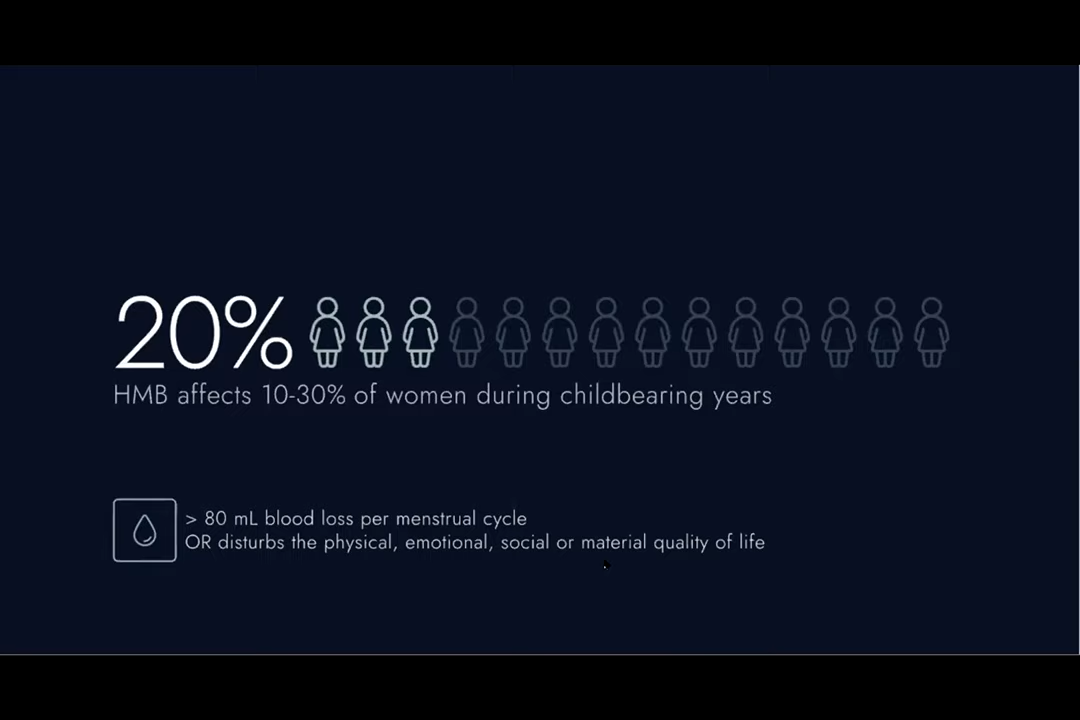 20%
HMB affects 10-30% of women during childbearing years
> 80 mL blood loss per menstrual cycle
OR disturbs the physical, emotional, social or material quality of life